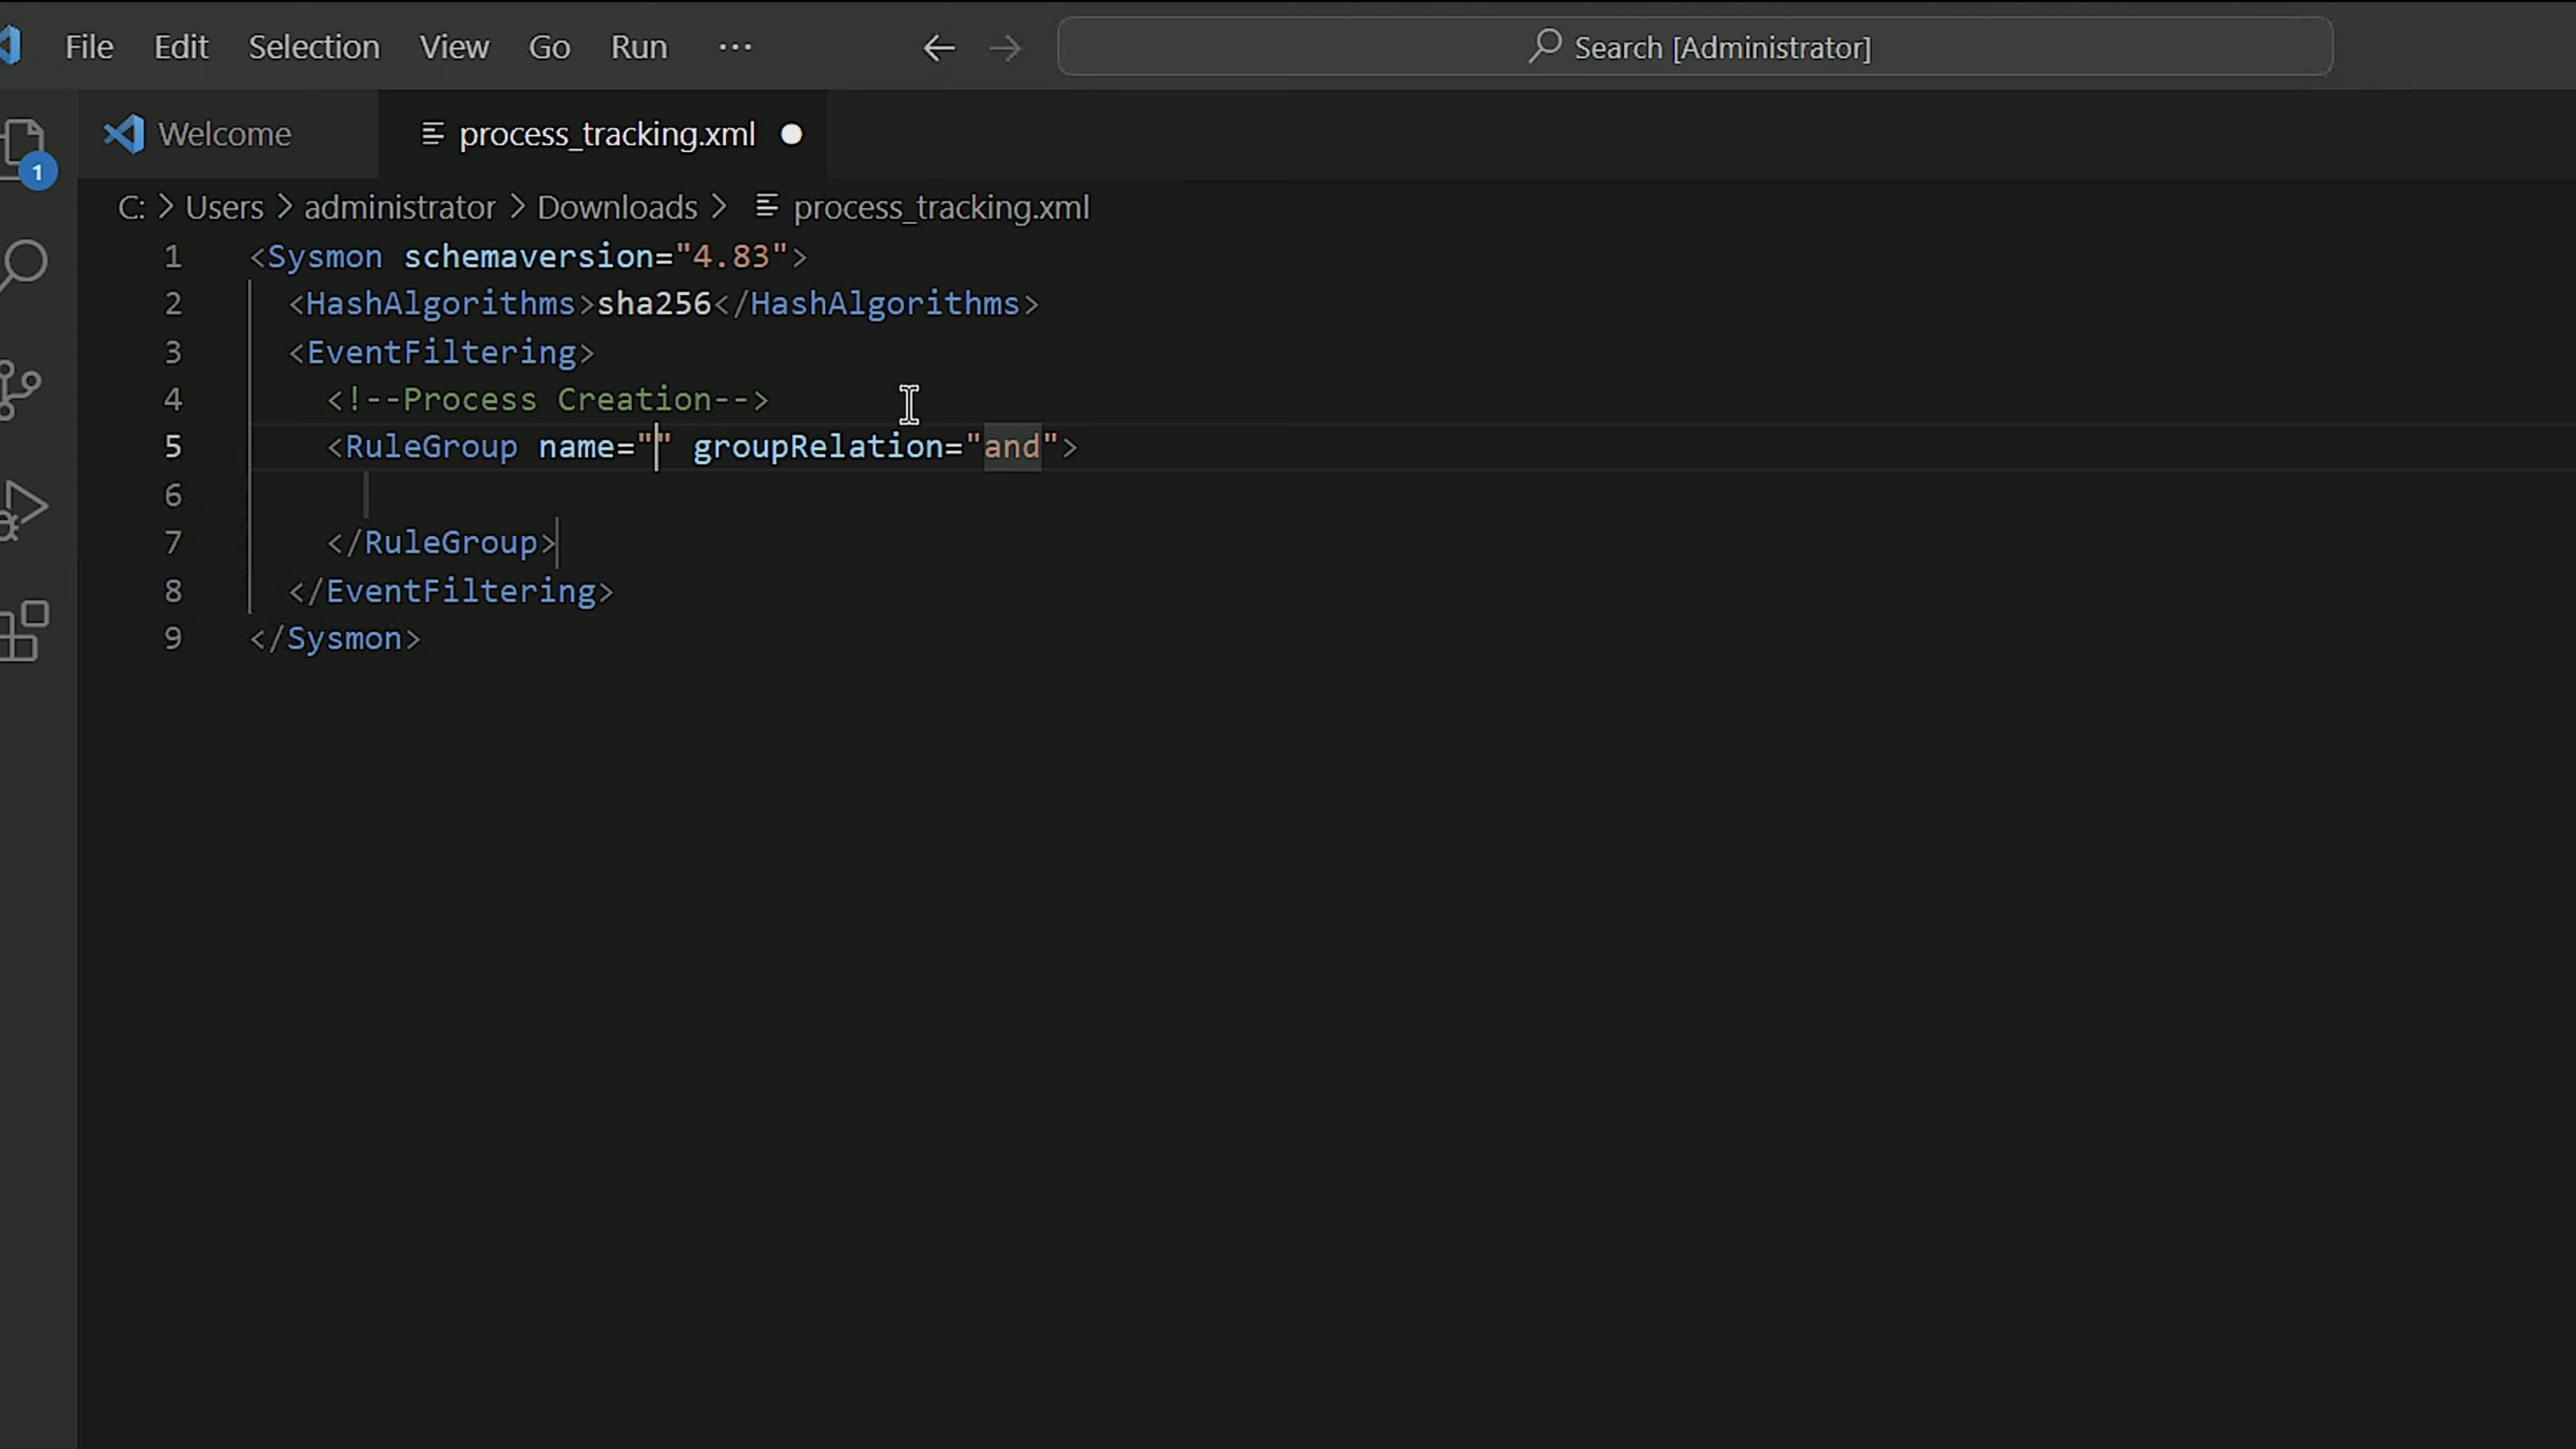 File Edit Selection View Go Run ··· Search [Administrator]
Welcome process_tracking.xml
1
C: > Users > administrator > Downloads > process_tracking.xml
1 <Sysmon schemaversion="4.83">
2 <HashAlgorithms>sha256</HashAlgorithms>
3 <EventFiltering>
4 <!--Process Creation-->
5 <RuleGroup name="" groupRelation="and">
6
7 </RuleGroup>
8 </EventFiltering>
9 </Sysmon>